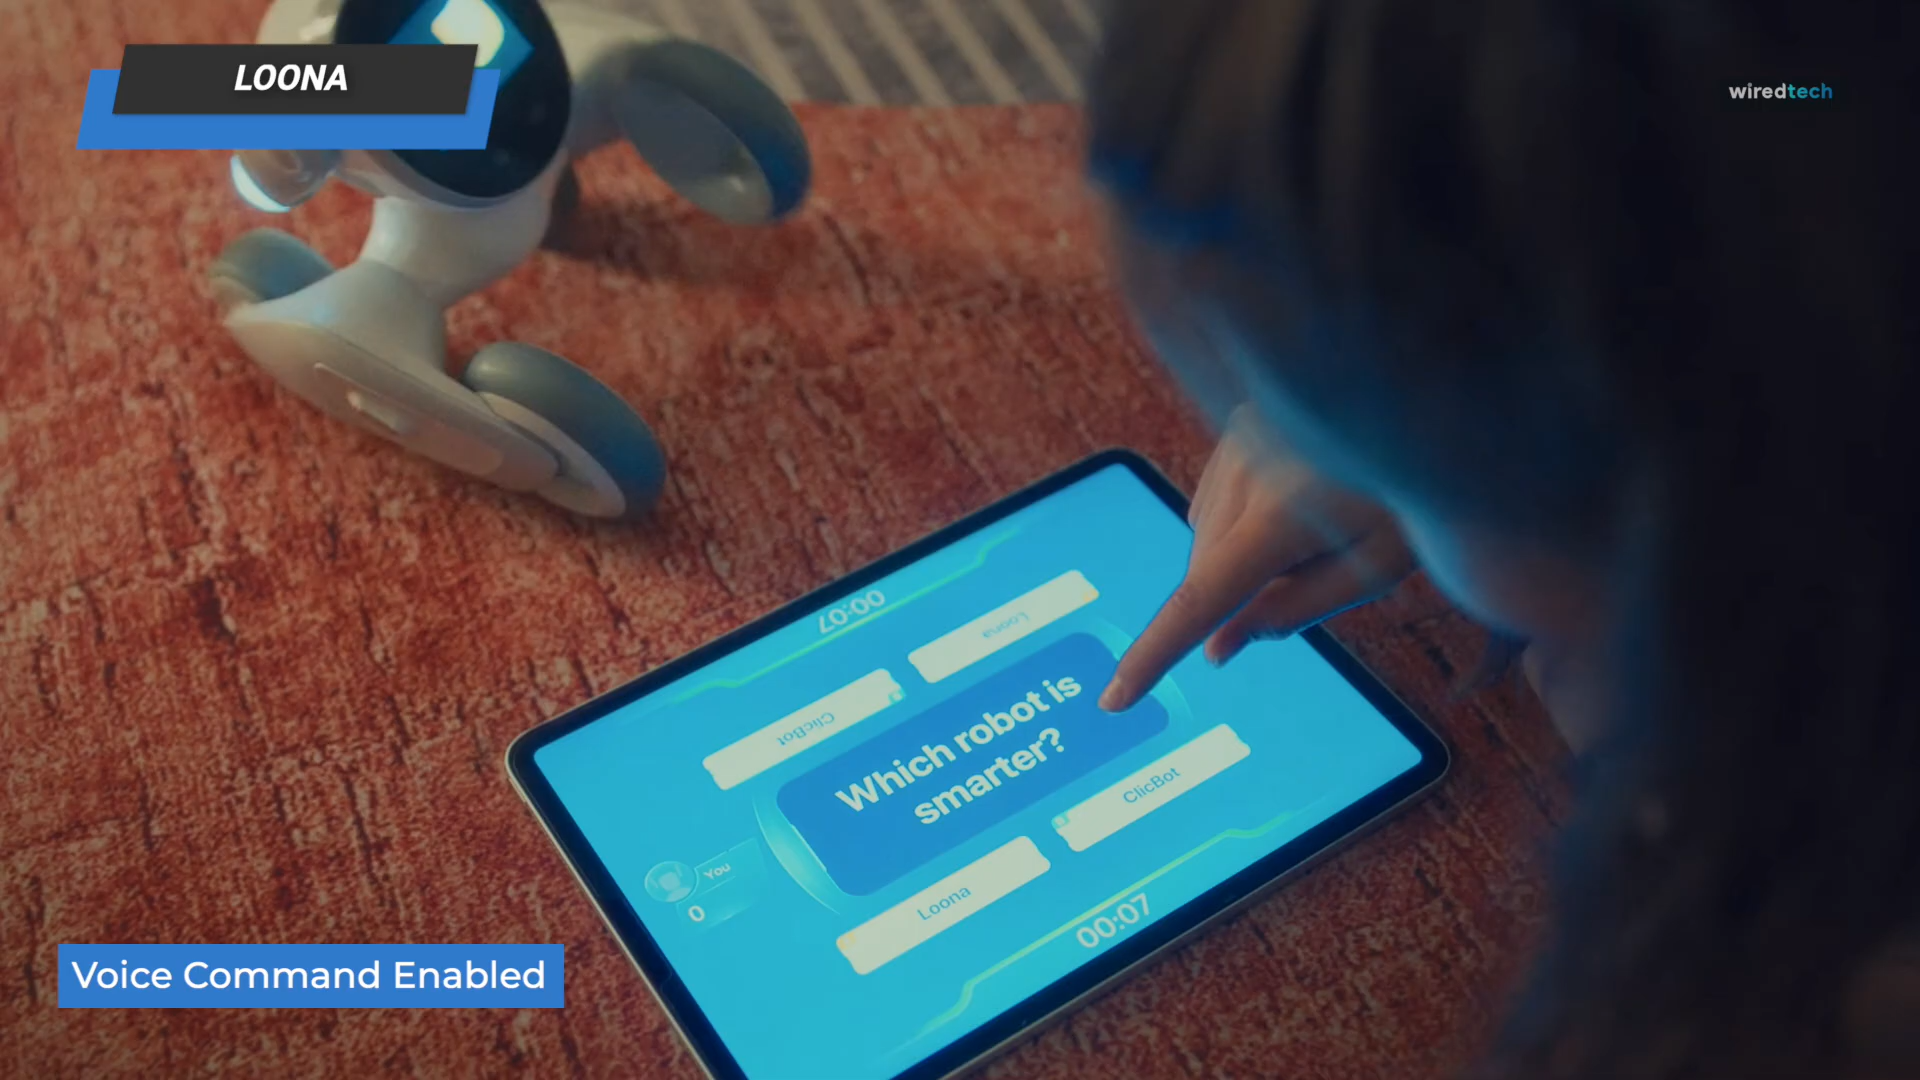 LOONA
wiredtech
00:07
Loona
ClicBot
Which robot is
smarter?
ClicBot
Loona
You
0
00:07
Voice Command Enabled